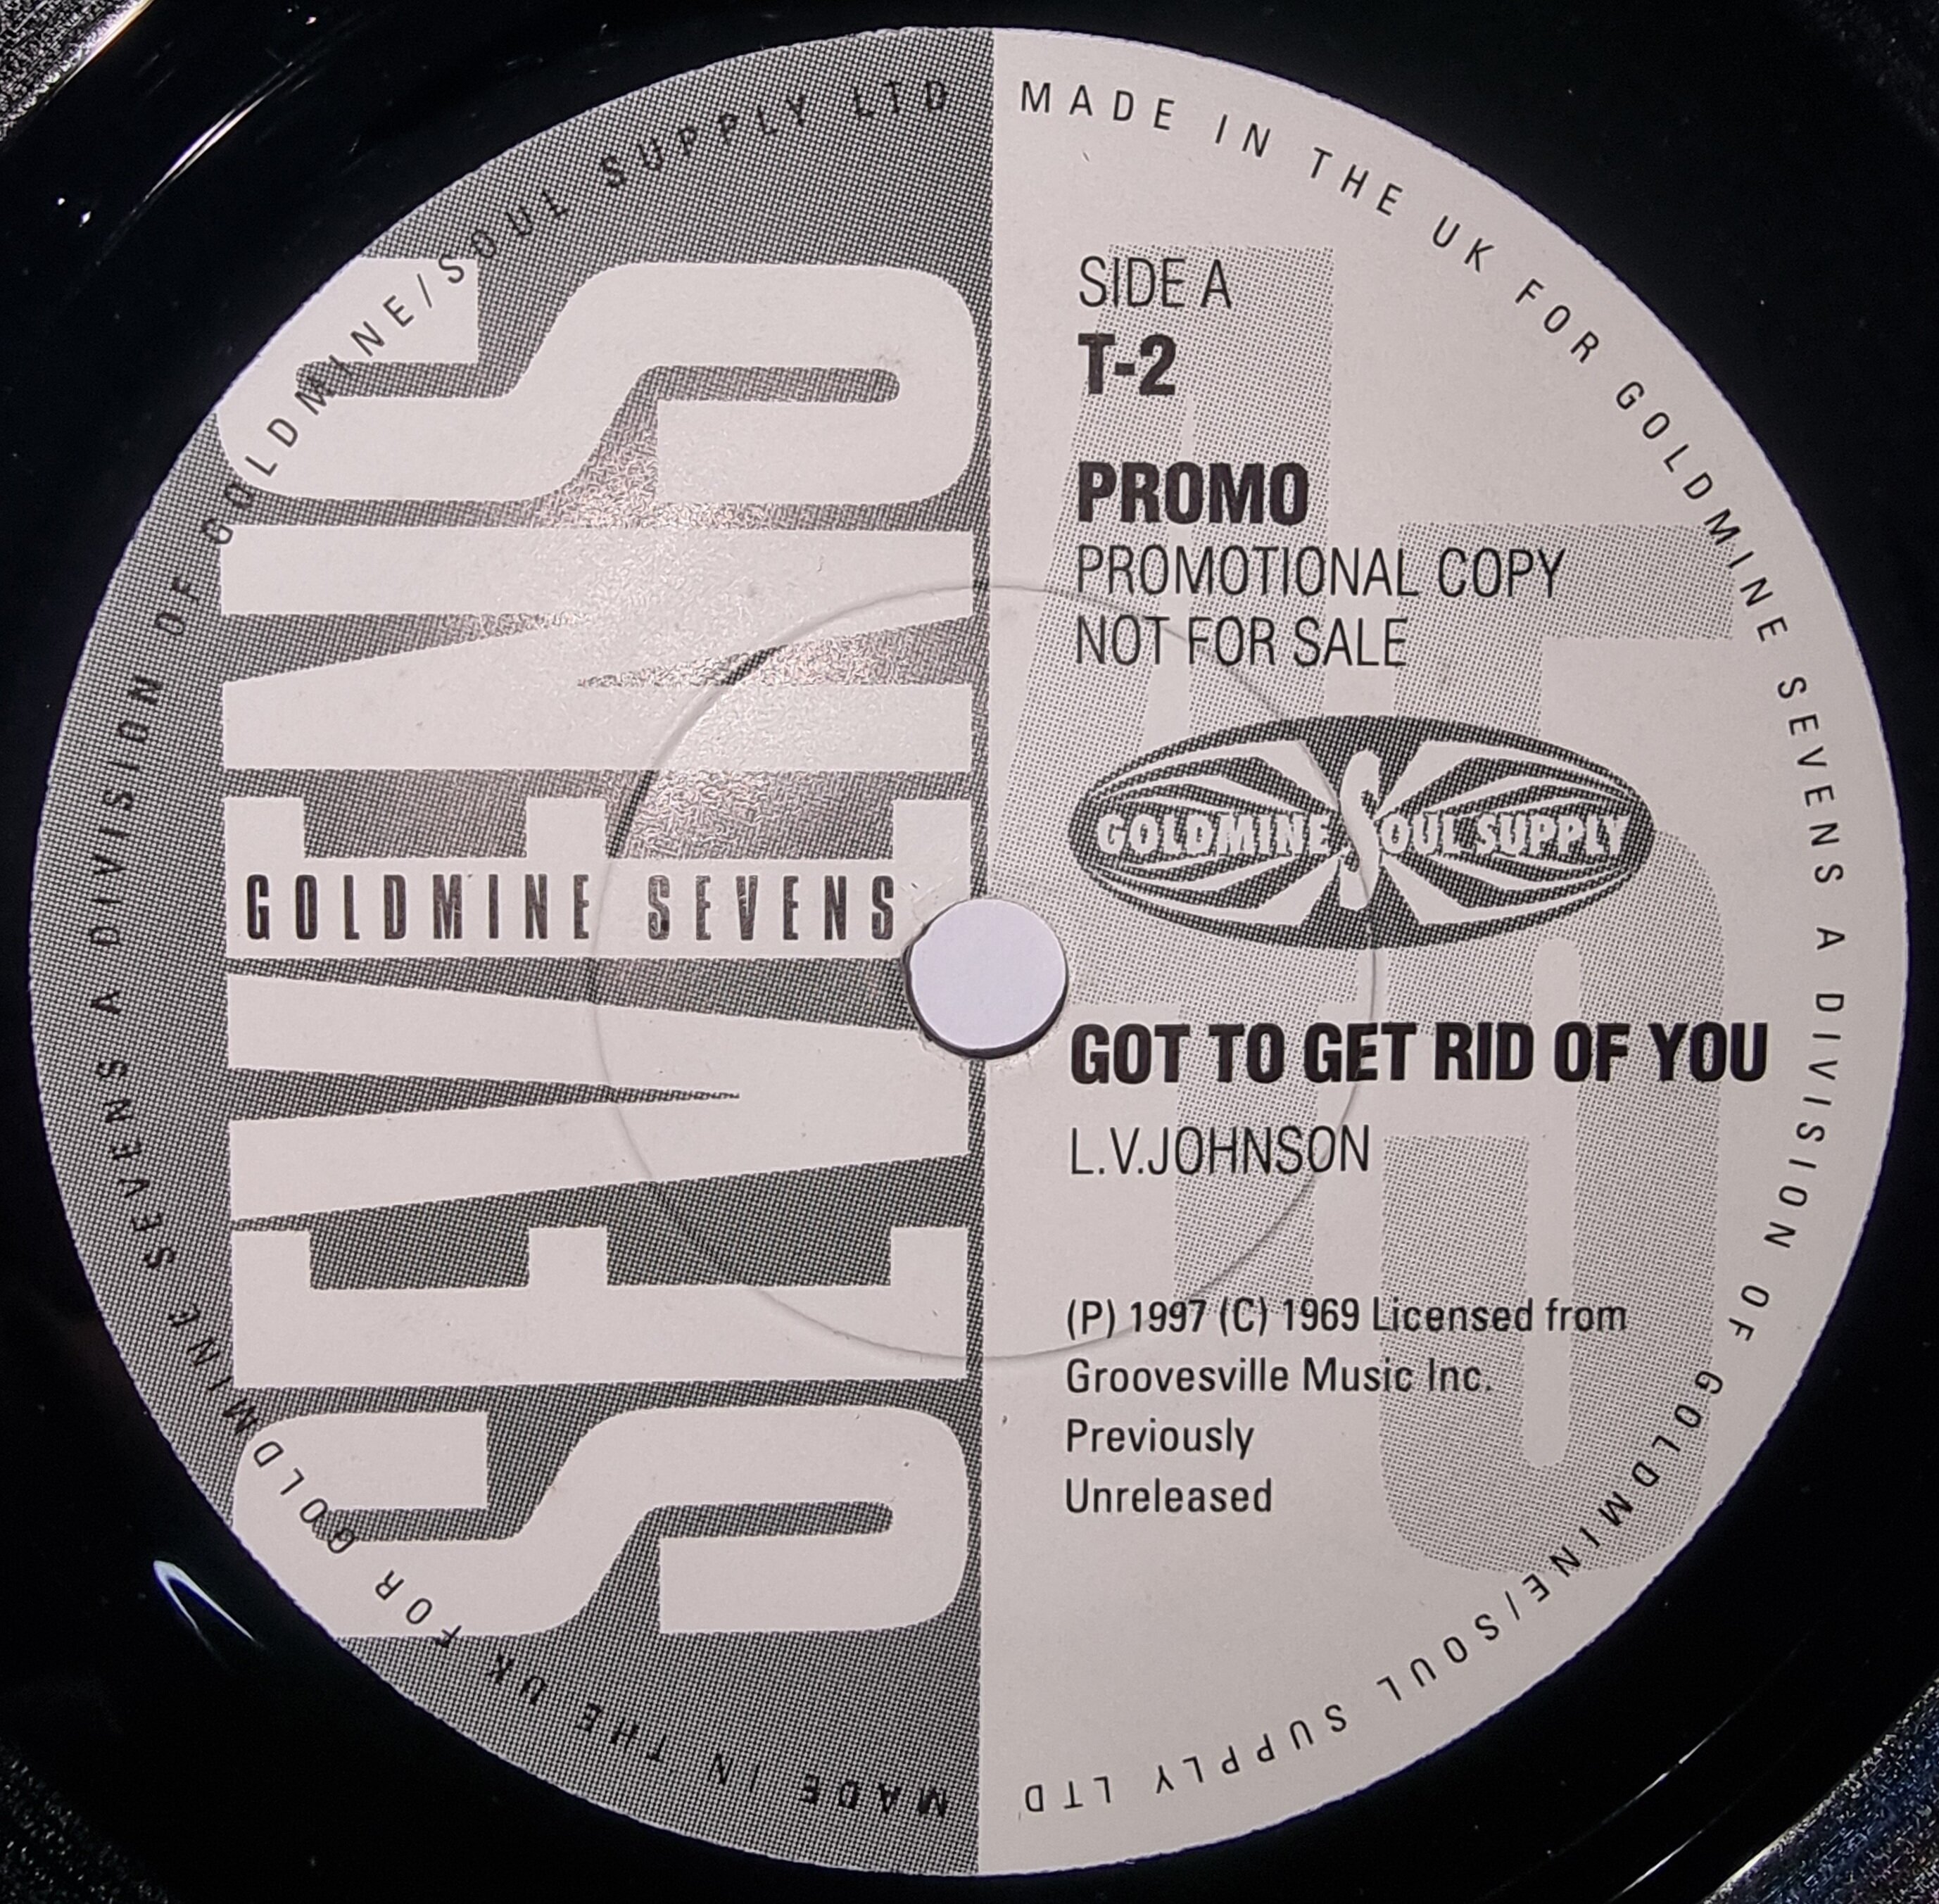 MADE IN THE UK FOR GOLDMINE SEVENS A DIVISION OF GOLDMINE/SOUL SUPPLY LTD
MADE IN THE UK FOR GOLDMINE SEVENS A DIVISION OF GOLDMINE/SOUL SUPPLY LTD
SEVENS
GOLDMINE SEVENS
SIDE A
T-2
PROMO
PROMOTIONAL COPY
NOT FOR SALE
GOLDMINE SOUL SUPPLY
GOT TO GET RID OF YOU
L.V.JOHNSON
(P) 1997 (C) 1969 Licensed from
Groovesville Music Inc.
Previously
Unreleased